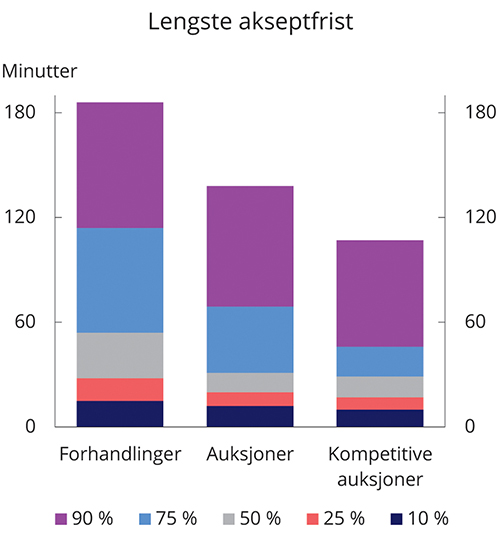 Lengste akseptfrist
Minutter
180 180
120 120
60 60
0 0
Forhandlinger Auksjoner Kompetitive
auksjoner
90 % 75 % 50 % 25 % 10 %